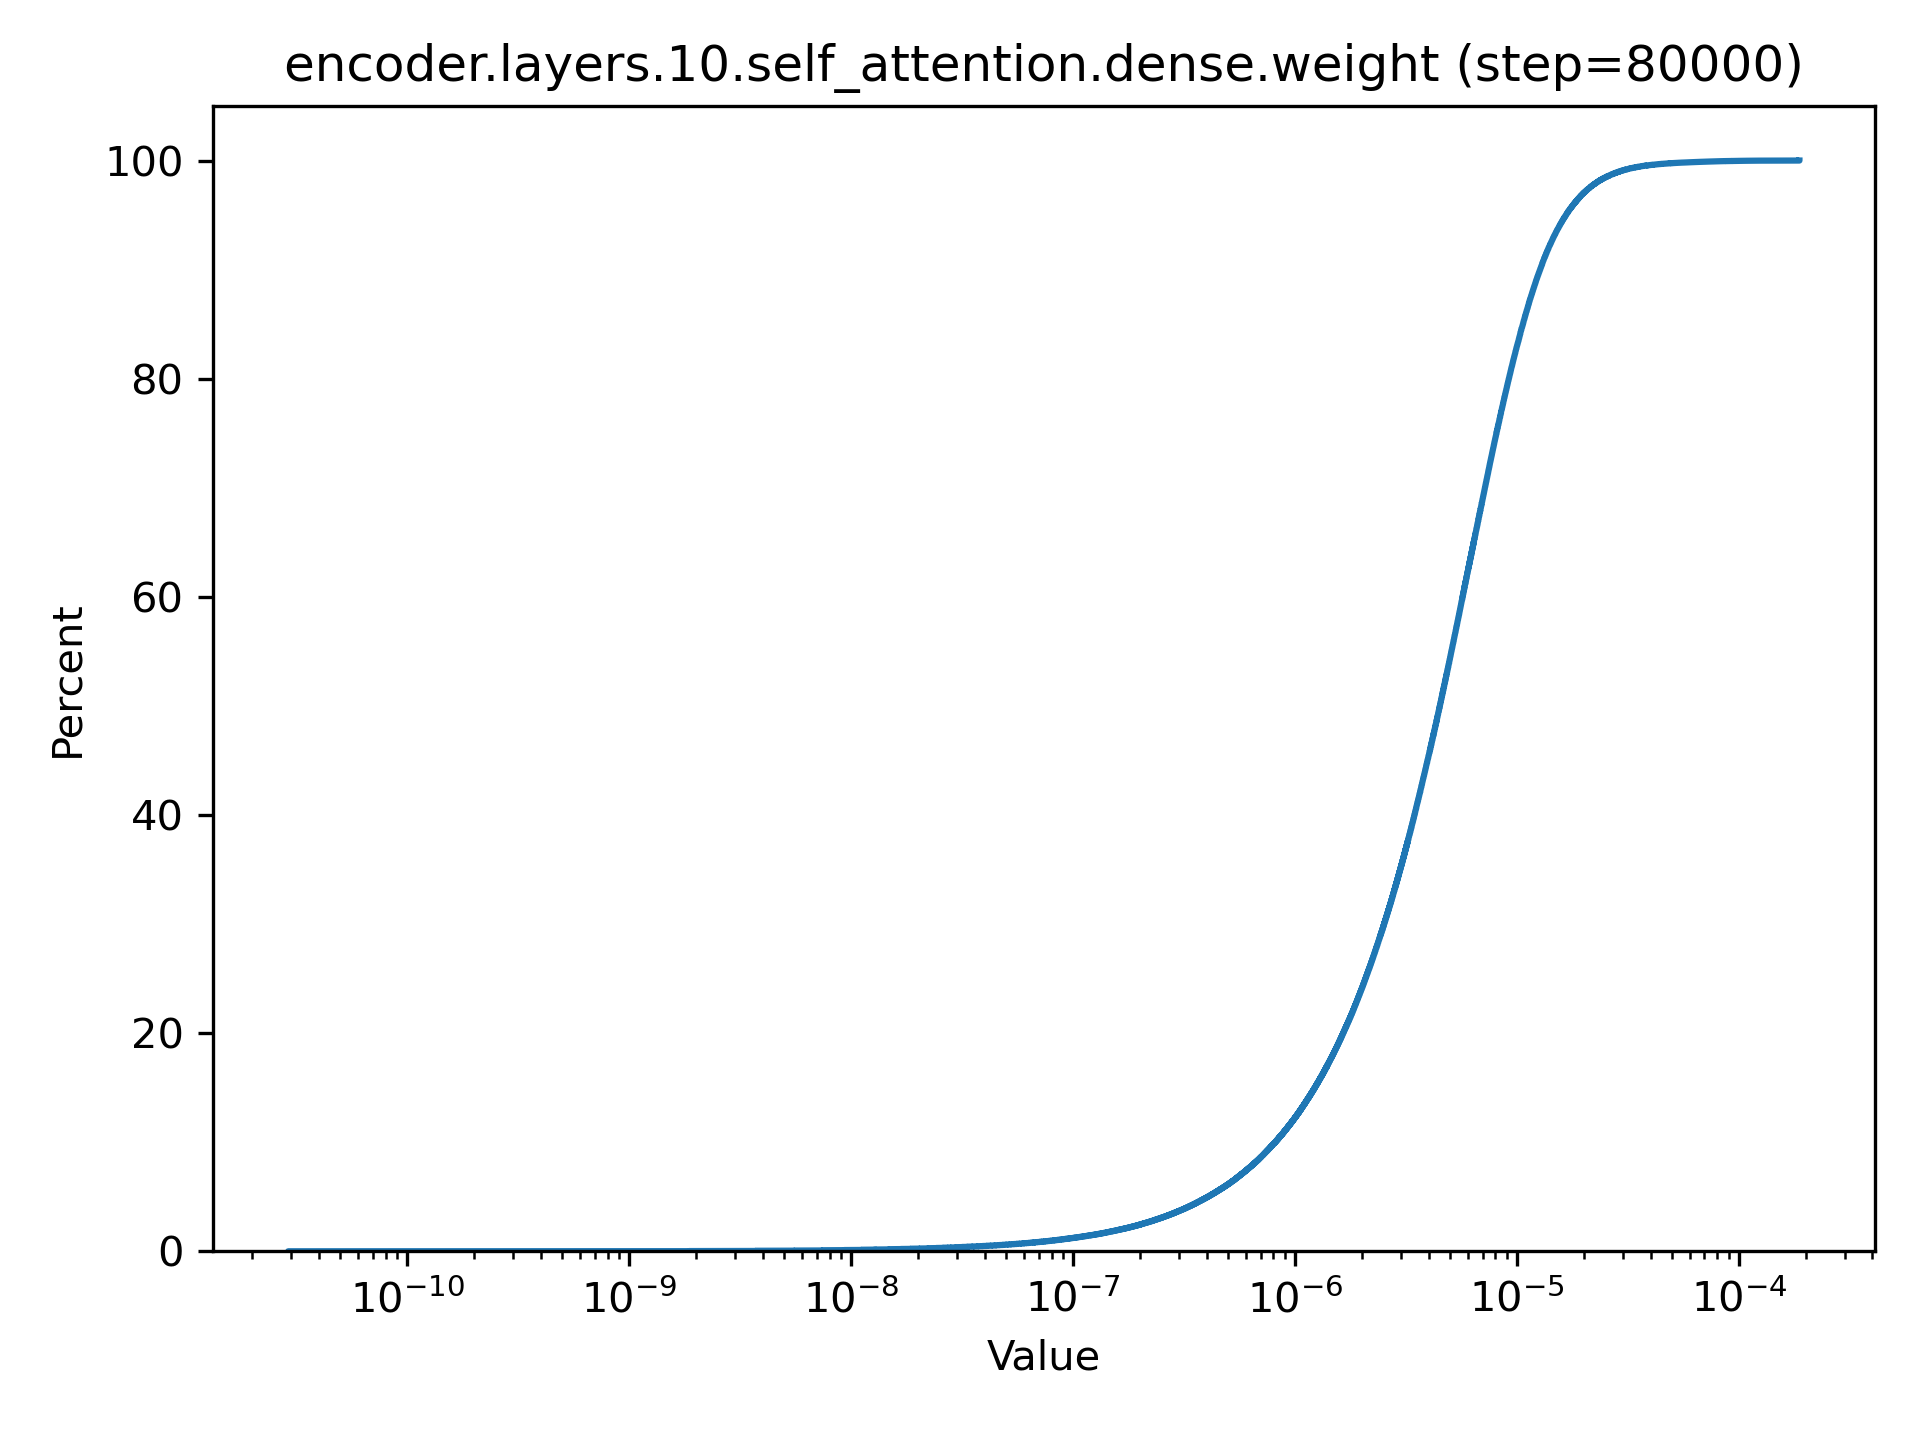 encoder.layers.10.self_attention.dense.weight (step=80000)
100
80
60
40
20
0
Percent
10⁻¹⁰ 10⁻⁹ 10⁻⁸ 10⁻⁷ 10⁻⁶ 10⁻⁵ 10⁻⁴
Value